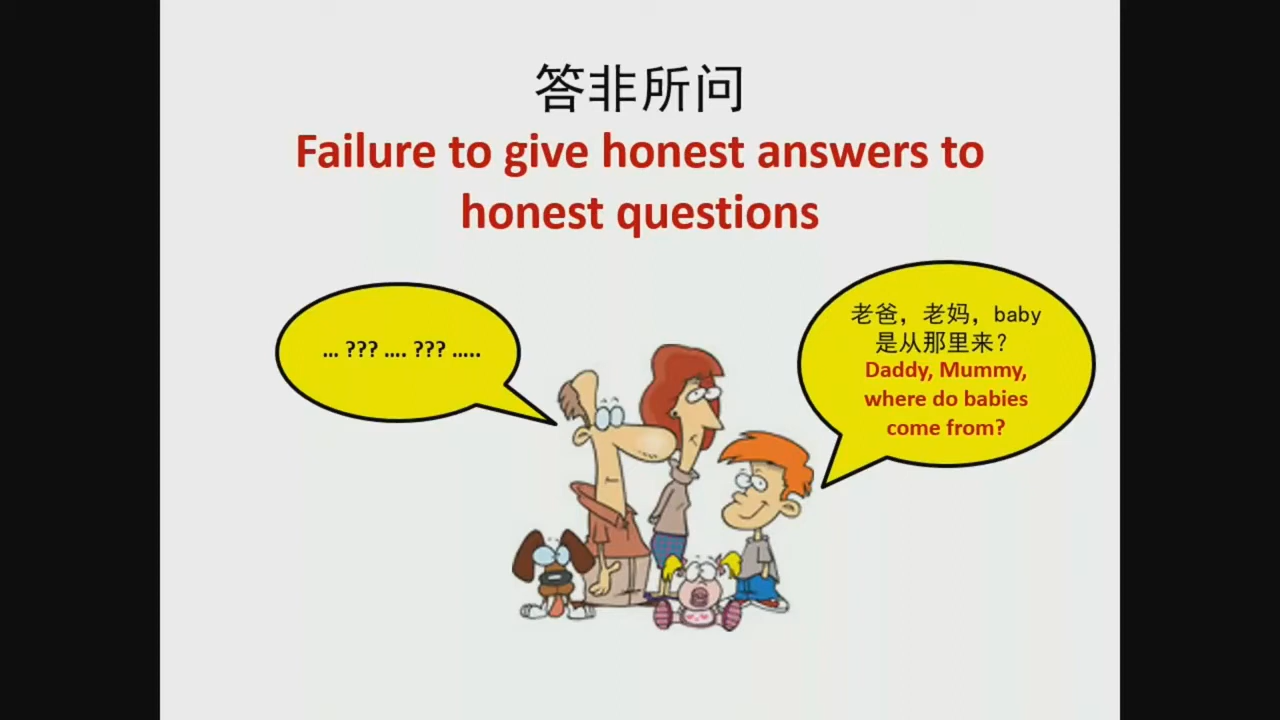 答非所问
Failure to give honest answers to
honest questions
... ??? .... ??? .....
老爸，老妈，baby
是从那里来？
Daddy, Mummy,
where do babies
come from?